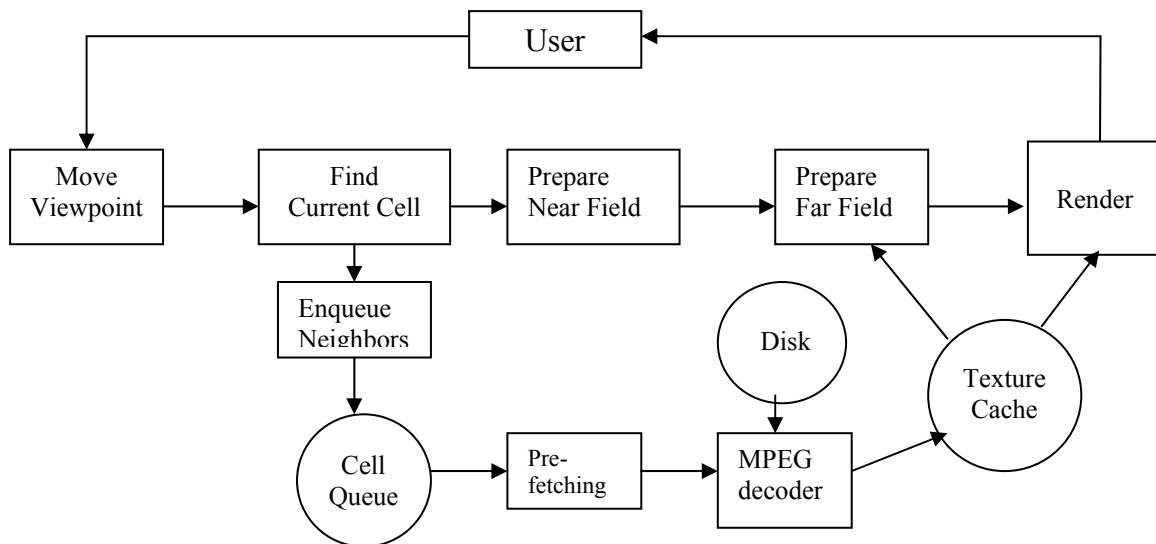 User
Move
Viewpoint
Find
Current Cell
Prepare
Near Field
Prepare
Far Field
Render
Enqueue
Neighbors
Disk
Texture
Cache
Cell
Queue
Pre-
fetching
MPEG
decoder